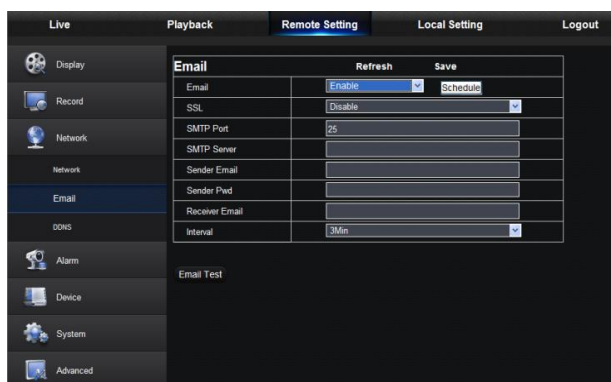 Live Playback Remote Setting Local Setting Logout
Display
Record
Network
Network
Email
DDNS
Alarm
Device
System
Advanced
Email Refresh Save
Email Enable Schedule
SSL Disable
SMTP Port 25
SMTP Server
Sender Email
Sender Pwd
Receiver Email
Interval 3Min
Email Test